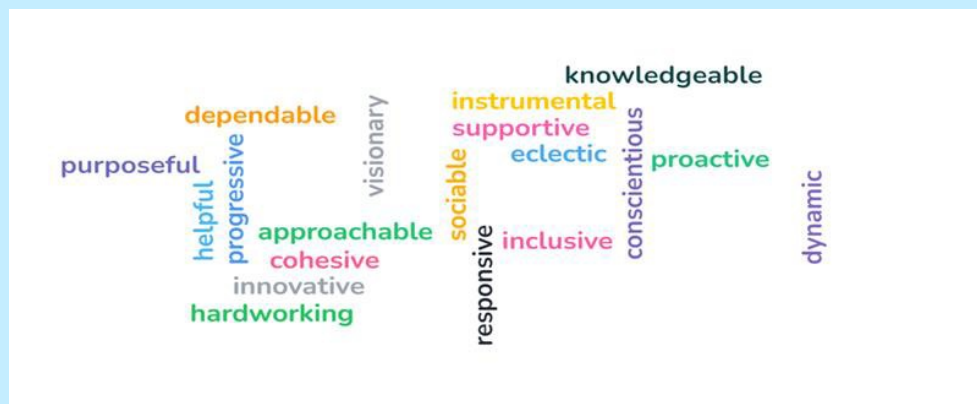 knowledgeable
instrumental
dependable
visionary
supportive
conscientious
progressive
sociable
eclectic
proactive
purposeful
helpful
dynamic
approachable
responsive
inclusive
cohesive
innovative
hardworking